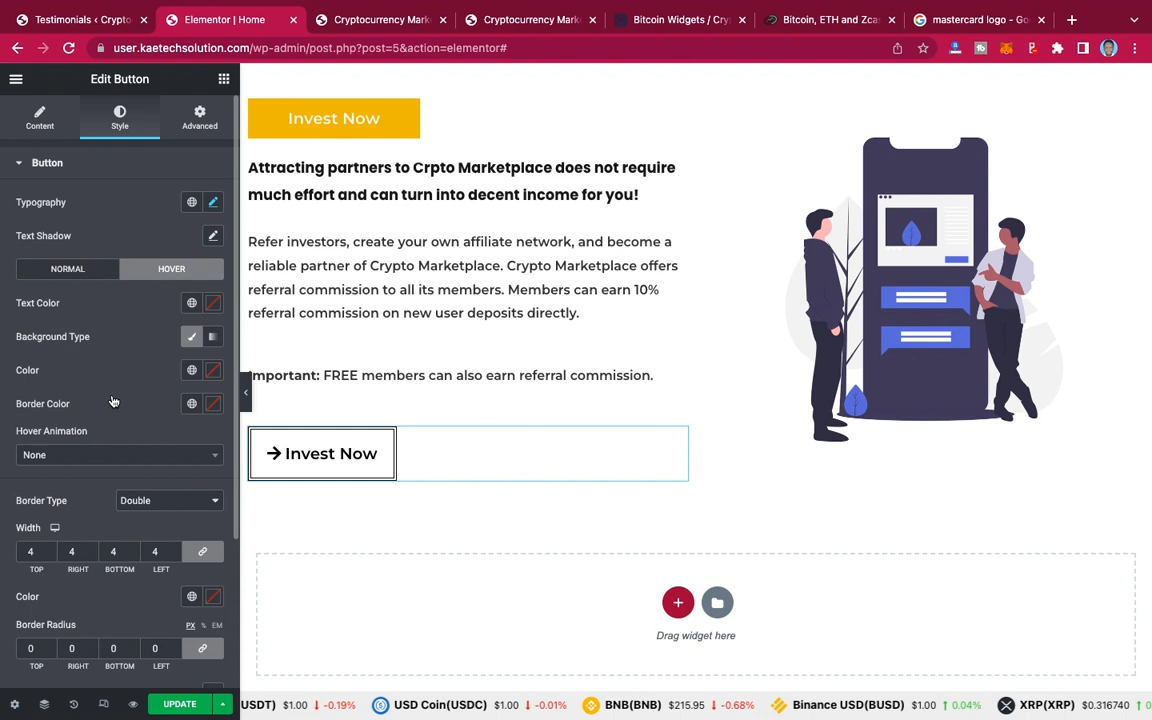 Testimonials ‹ Crypto
Elementor | Home
Cryptocurrency Mark
Cryptocurrency Mark
Bitcoin Widgets / Cry
Bitcoin, ETH and Zca
mastercard logo - Go
user.kaetechsolution.com/wp-admin/post.php?post=5&action=elementor#
Edit Button
Content
Style
Advanced
Button
Typography
Text Shadow
NORMAL
HOVER
Text Color
Background Type
Color
Border Color
Hover Animation
None
Border Type
Double
Width
4 4 4 4
TOP RIGHT BOTTOM LEFT
Color
Border Radius
PX % EM
0 0 0 0
TOP RIGHT BOTTOM LEFT
UPDATE
Invest Now
Attracting partners to Crpto Marketplace does not require
much effort and can turn into decent income for you!
Refer investors, create your own affiliate network, and become a
reliable partner of Crypto Marketplace. Crypto Marketplace offers
referral commission to all its members. Members can earn 10%
referral commission on new user deposits directly.
Important: FREE members can also earn referral commission.
Invest Now
Drag widget here
USDT) $1.00 ↓ -0.19% USD Coin(USDC) $1.00 ↓ -0.01% BNB(BNB) $215.95 ↓ -0.68% Binance USD(BUSD) $1.00 ↑ 0.04% XRP(XRP) $0.316740 ↑ 0